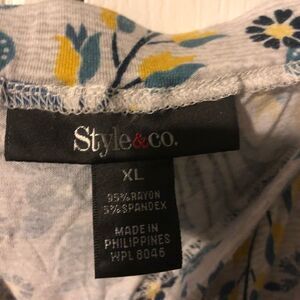 Style&co.
XL
95%RAYON
5%SPANDEX
MADE IN
PHILIPPINES
WPL 8046